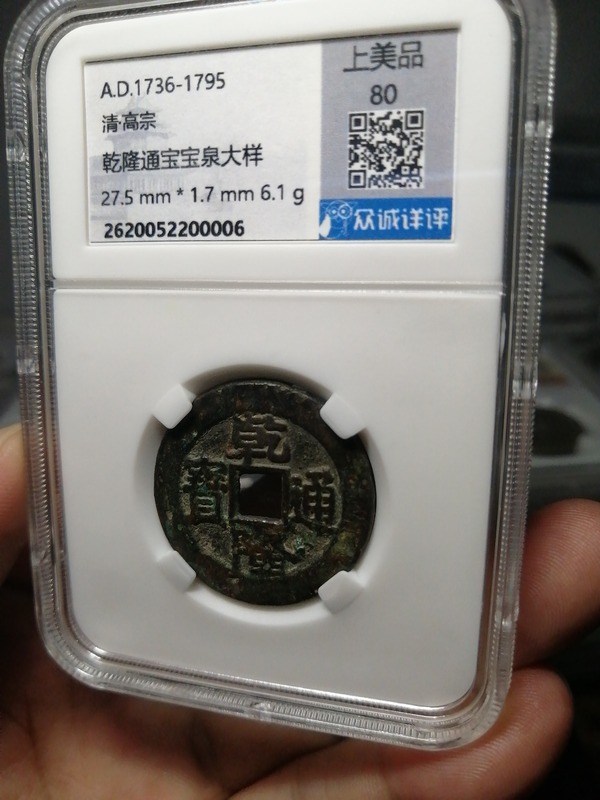 A.D.1736-1795
清·高宗
乾隆通宝宝泉大样
27.5 mm * 1.7 mm 6.1 g
2620052200006
上美品
80
众诚详评
乾隆通寶